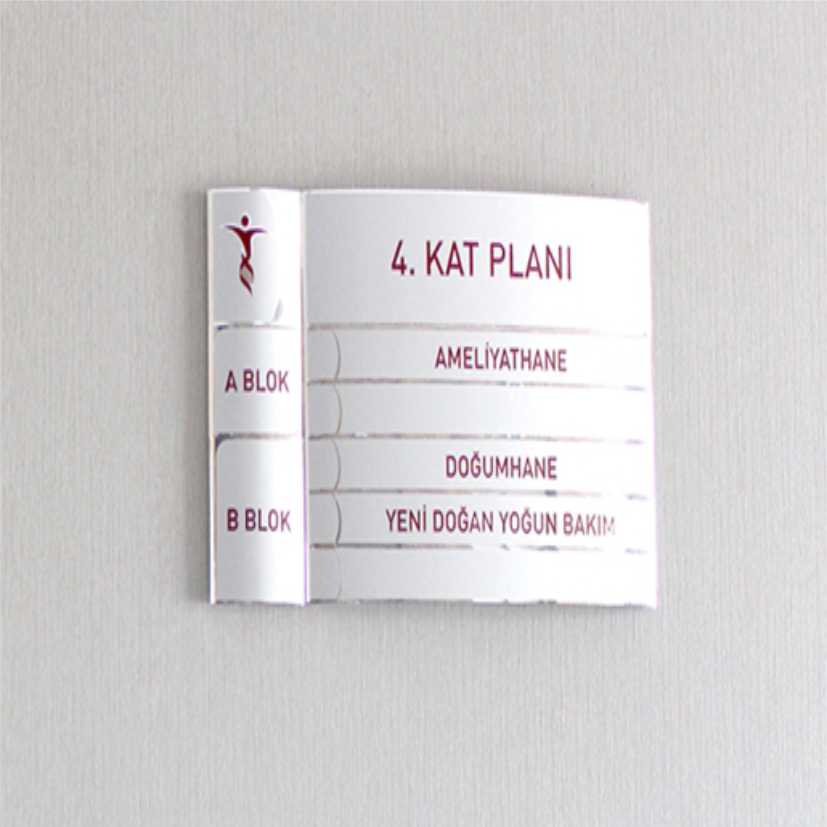 4. KAT PLANI
A BLOK
AMELİYATHANE
B BLOK
DOĞUMHANE
YENİ DOĞAN YOĞUN BAKIM